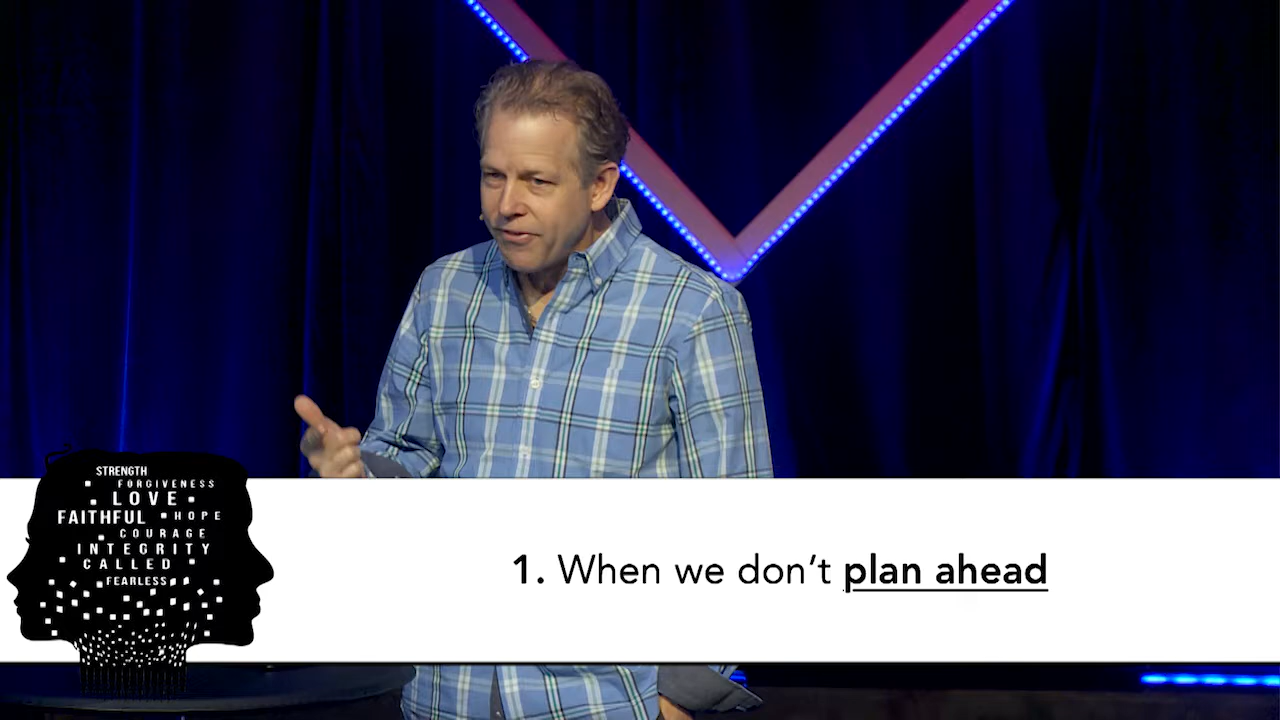 STRENGTH
FORGIVENESS
LOVE
FAITHFUL HOPE
COURAGE
INTEGRITY
CALLED
FEARLESS
1. When we don’t plan ahead